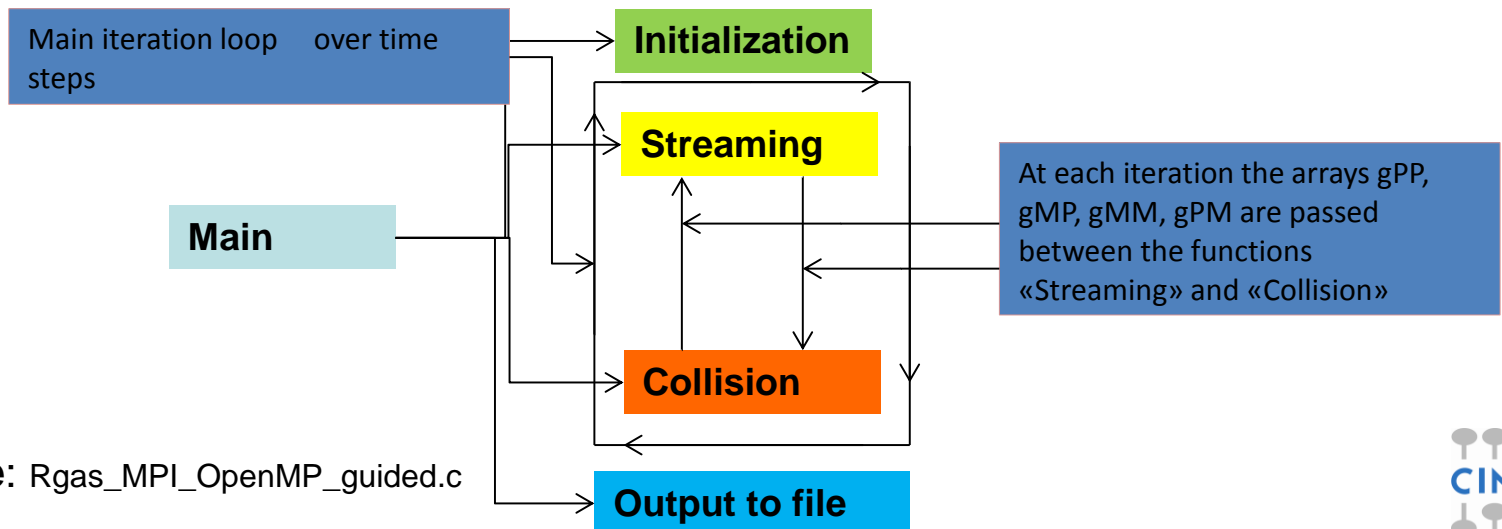 Main iteration loop over time
steps
Initialization
Streaming
At each iteration the arrays gPP,
gMP, gMM, gPM are passed
between the functions
«Streaming» and «Collision»
Main
Collision
e: Rgas_MPI_OpenMP_guided.c
Output to file
CIN